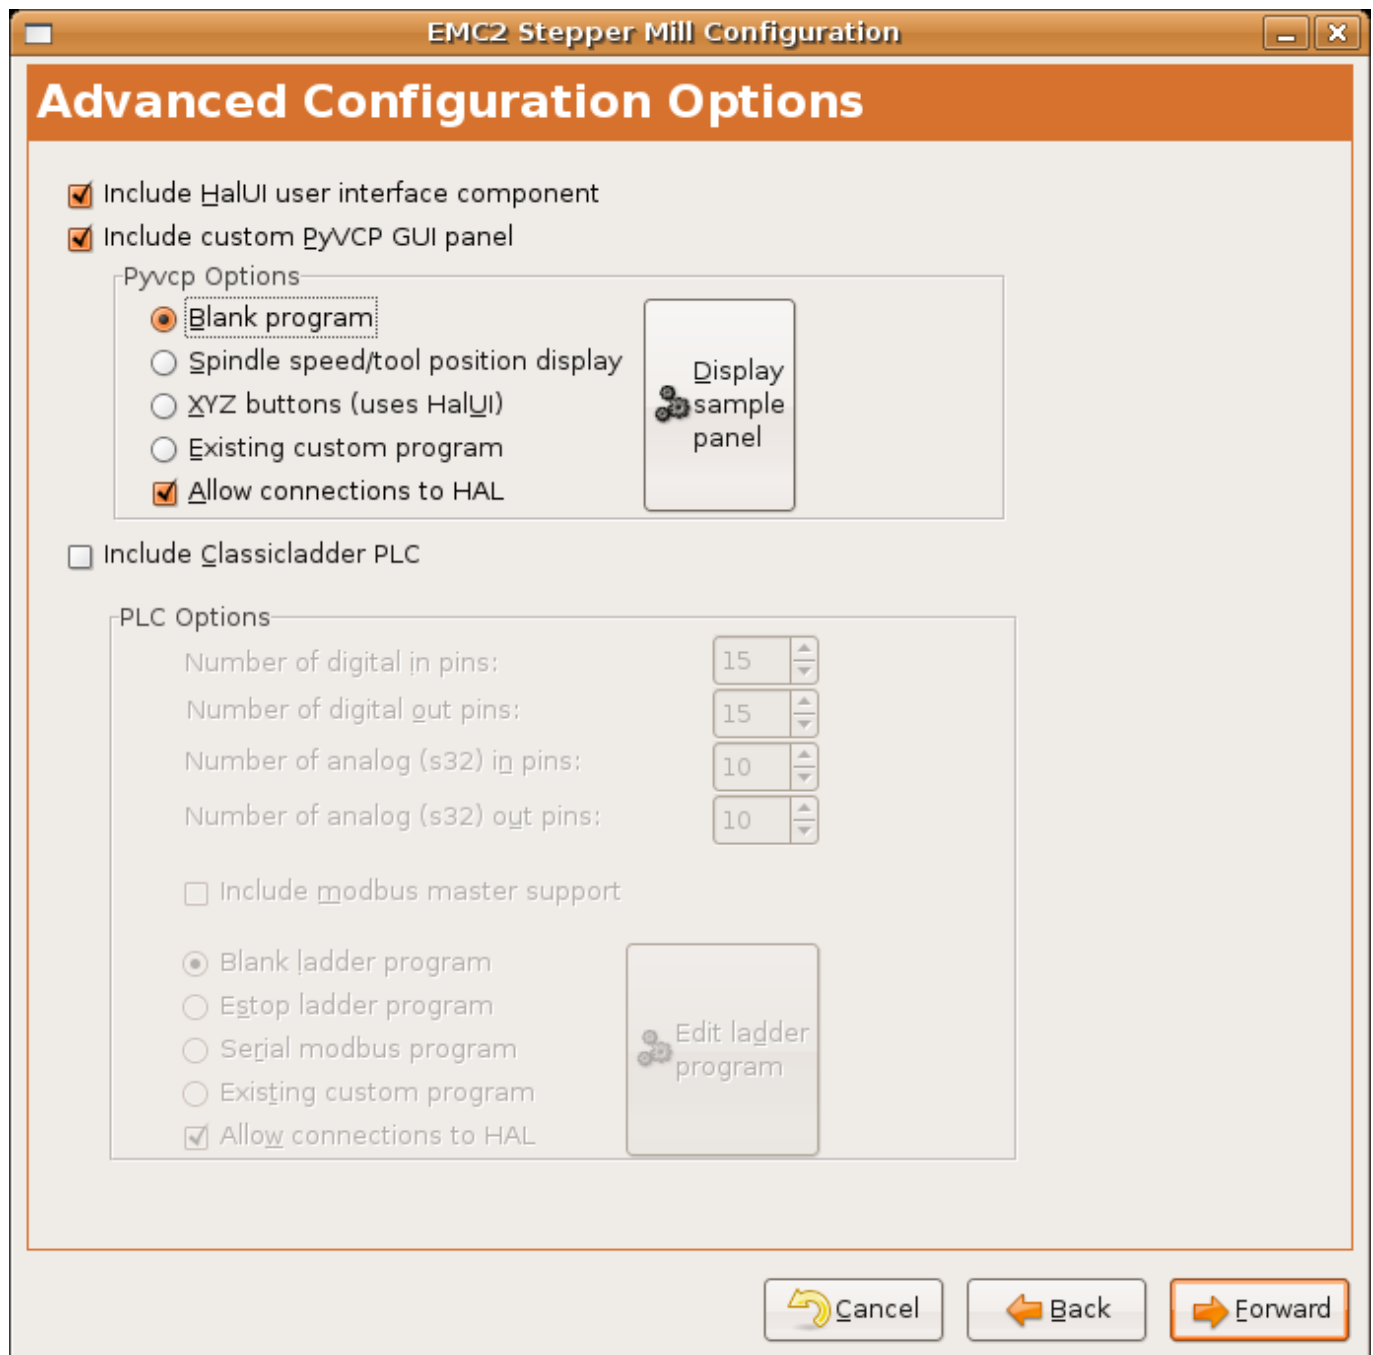 EMC2 Stepper Mill Configuration
Advanced Configuration Options
Include HalUI user interface component
Include custom PyVCP GUI panel
Pyvcp Options
Blank program
Spindle speed/tool position display
XYZ buttons (uses HalUI)
Existing custom program
Allow connections to HAL
Display
sample
panel
Include Classicladder PLC
PLC Options
Number of digital in pins: 15
Number of digital out pins: 15
Number of analog (s32) in pins: 10
Number of analog (s32) out pins: 10
Include modbus master support
Blank ladder program
Estop ladder program
Serial modbus program
Existing custom program
Allow connections to HAL
Edit ladder
program
Cancel Back Forward